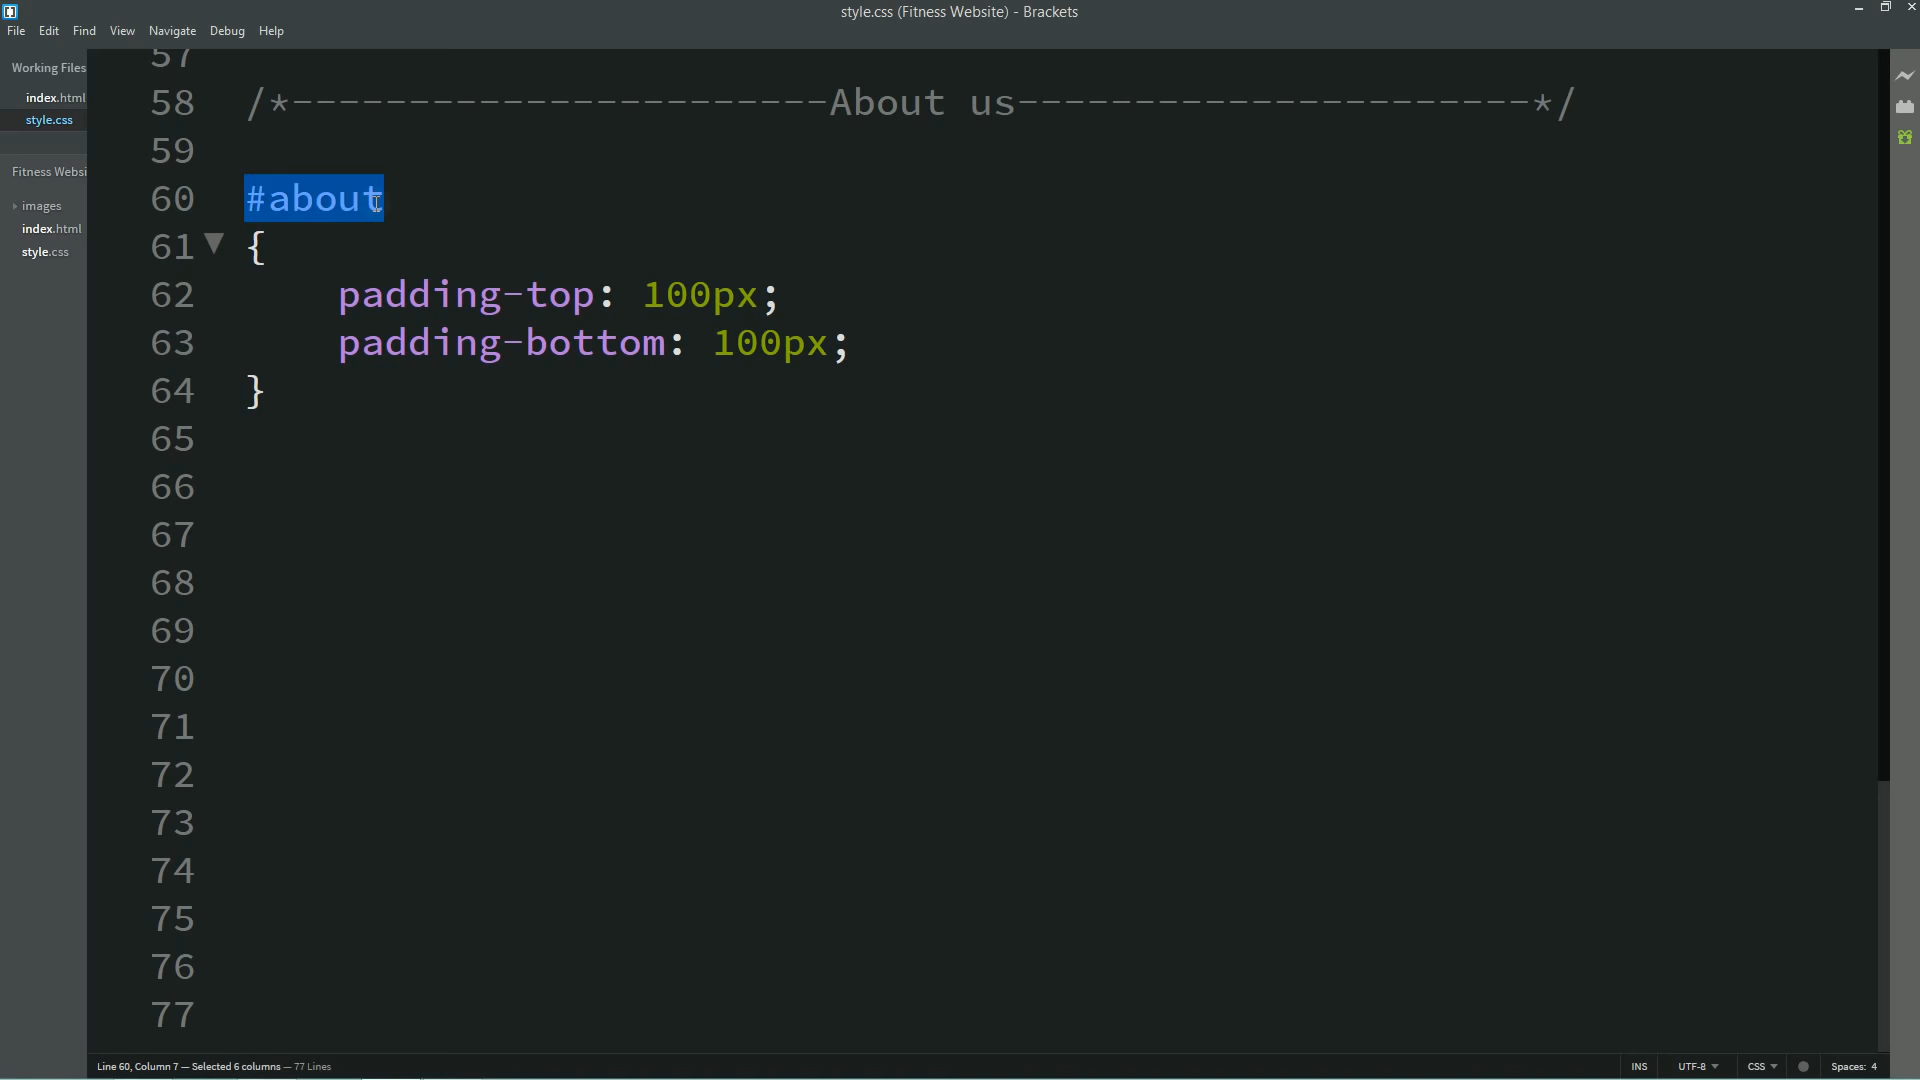 style.css (Fitness Website) - Brackets
File Edit Find View Navigate Debug Help
Working Files
index.html
style.css
Fitness Websi
images
index.html
style.css
57
58 /*-----------------------About us----------------------*/
59
60 #about
61 {
62 padding-top: 100px;
63 padding-bottom: 100px;
64 }
65
66
67
68
69
70
71
72
73
74
75
76
77
Line 60, Column 7 — Selected 6 columns — 77 Lines
INS UTF-8 CSS Spaces: 4